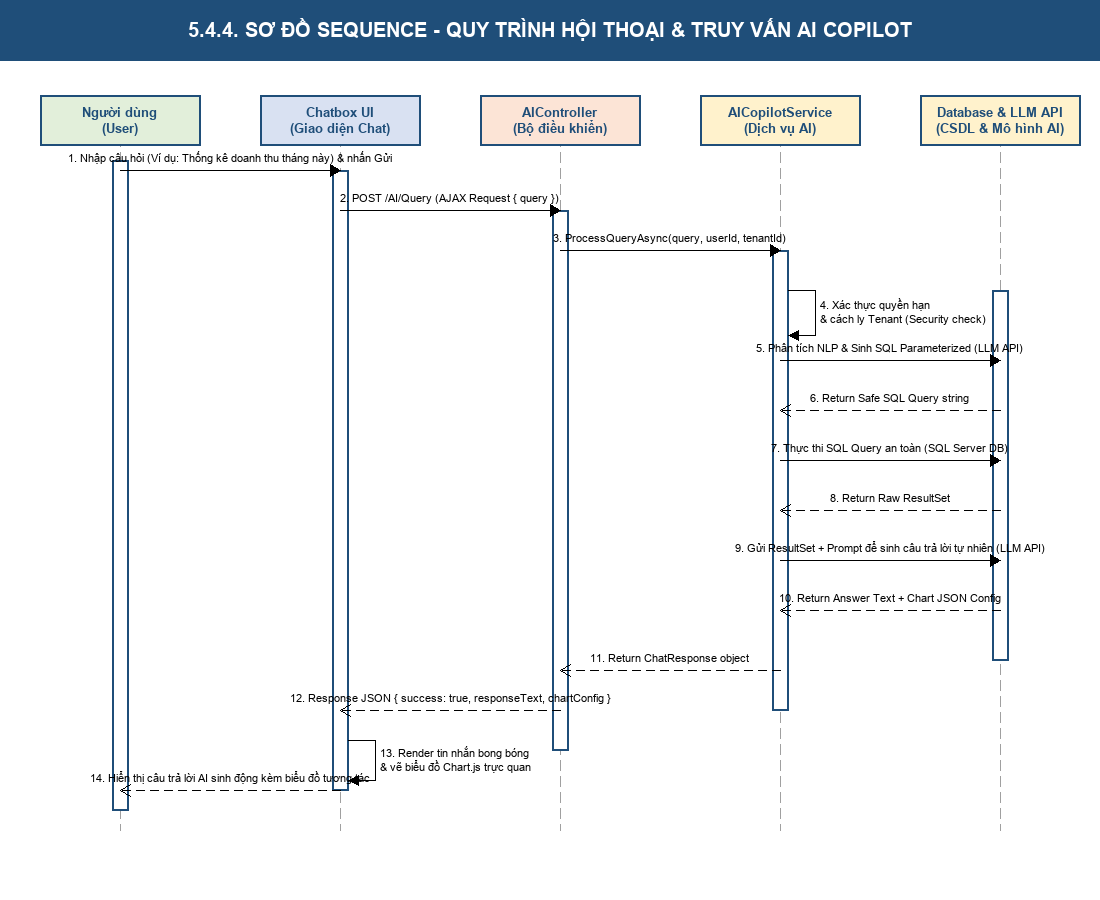 5.4.4. SƠ ĐỒ SEQUENCE - QUY TRÌNH HỘI THOẠI & TRUY VẤN AI COPILOT
Người dùng
(User)
Chatbox UI
(Giao diện Chat)
AIController
(Bộ điều khiển)
AICopilotService
(Dịch vụ AI)
Database & LLM API
(CSDL & Mô hình AI)
1. Nhập câu hỏi (Ví dụ: Thống kê doanh thu tháng này) & nhấn Gửi
2. POST /AI/Query (AJAX Request { query })
3. ProcessQueryAsync(query, userId, tenantId)
4. Xác thực quyền hạn
& cách ly Tenant (Security check)
5. Phân tích NLP & Sinh SQL Parameterized (LLM API)
6. Return Safe SQL Query string
7. Thực thi SQL Query an toàn (SQL Server DB)
8. Return Raw ResultSet
9. Gửi ResultSet + Prompt để sinh câu trả lời tự nhiên (LLM API)
10. Return Answer Text + Chart JSON Config
11. Return ChatResponse object
12. Response JSON { success: true, responseText, chartConfig }
13. Render tin nhắn bong bóng
& vẽ biểu đồ Chart.js trực quan
14. Hiển thị câu trả lời AI sinh động kèm biểu đồ tương tác